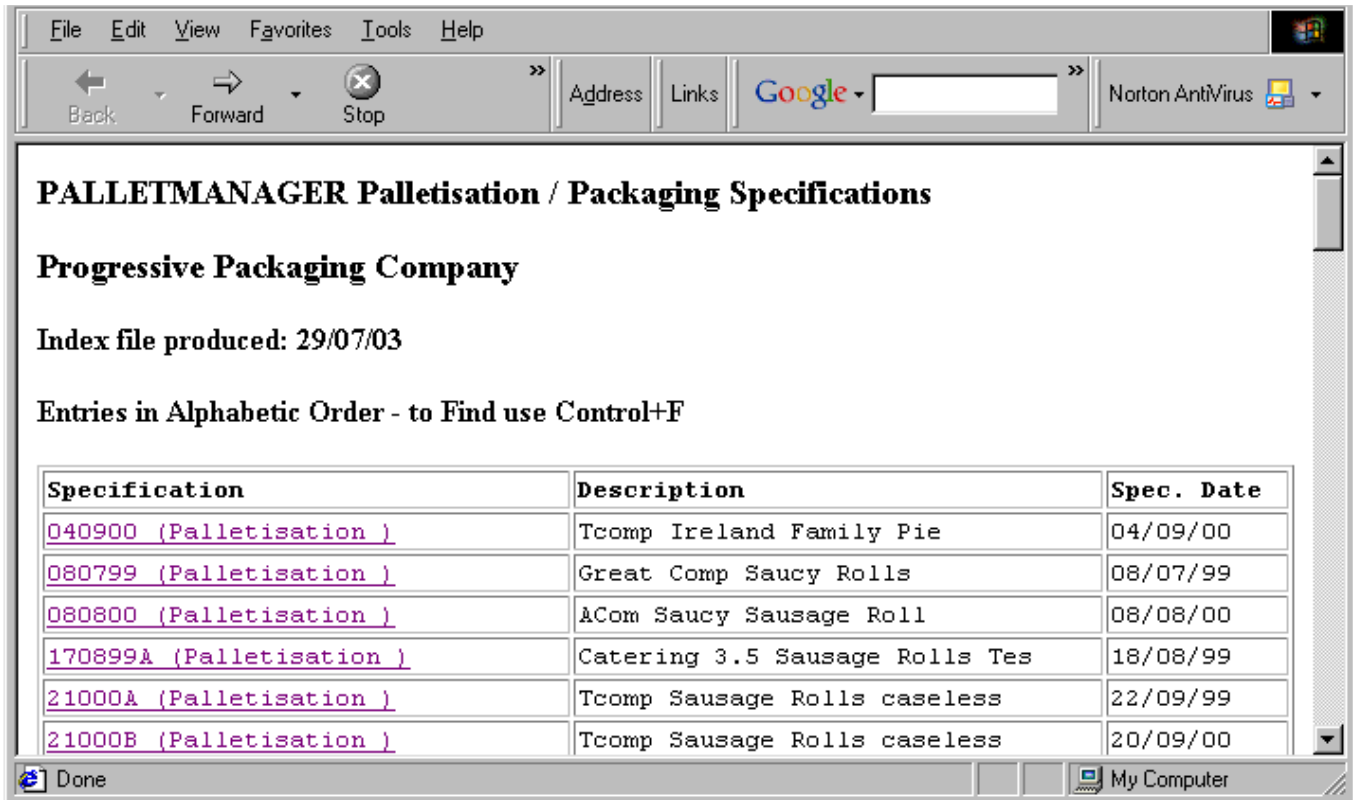 File Edit View Favorites Tools Help
Back Forward Stop » Address Links Google » Norton AntiVirus
PALLETMANAGER Palletisation / Packaging Specifications
Progressive Packaging Company
Index file produced: 29/07/03
Entries in Alphabetic Order - to Find use Control+F
Specification Description Spec. Date
040900 (Palletisation ) Tcomp Ireland Family Pie 04/09/00
080799 (Palletisation ) Great Comp Saucy Rolls 08/07/99
080800 (Palletisation ) ACom Saucy Sausage Roll 08/08/00
170899A (Palletisation ) Catering 3.5 Sausage Rolls Tes 18/08/99
21000A (Palletisation ) Tcomp Sausage Rolls caseless 22/09/99
21000B (Palletisation ) Tcomp Sausage Rolls caseless 20/09/00
Done My Computer